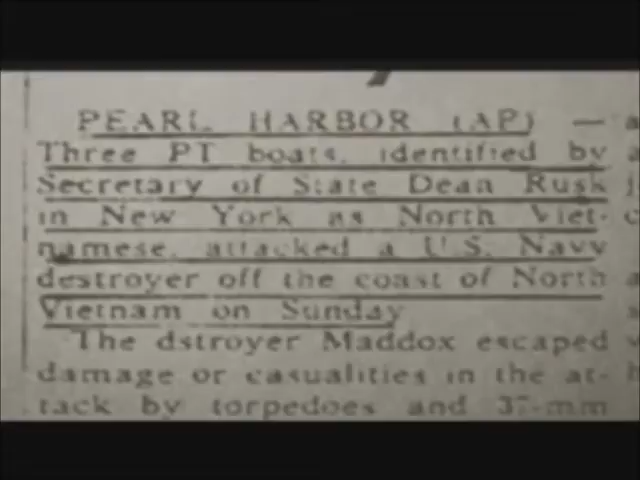 PEARL HARBOR (AP) —
Three PT boats, identified by
Secretary of State Dean Rusk
in New York as North Viet-
namese, attacked a U.S. Navy
destroyer off the coast of North
Vietnam on Sunday
The dstroyer Maddox escaped
damage or casualities in the at-
tack by torpedoes and 37-mm